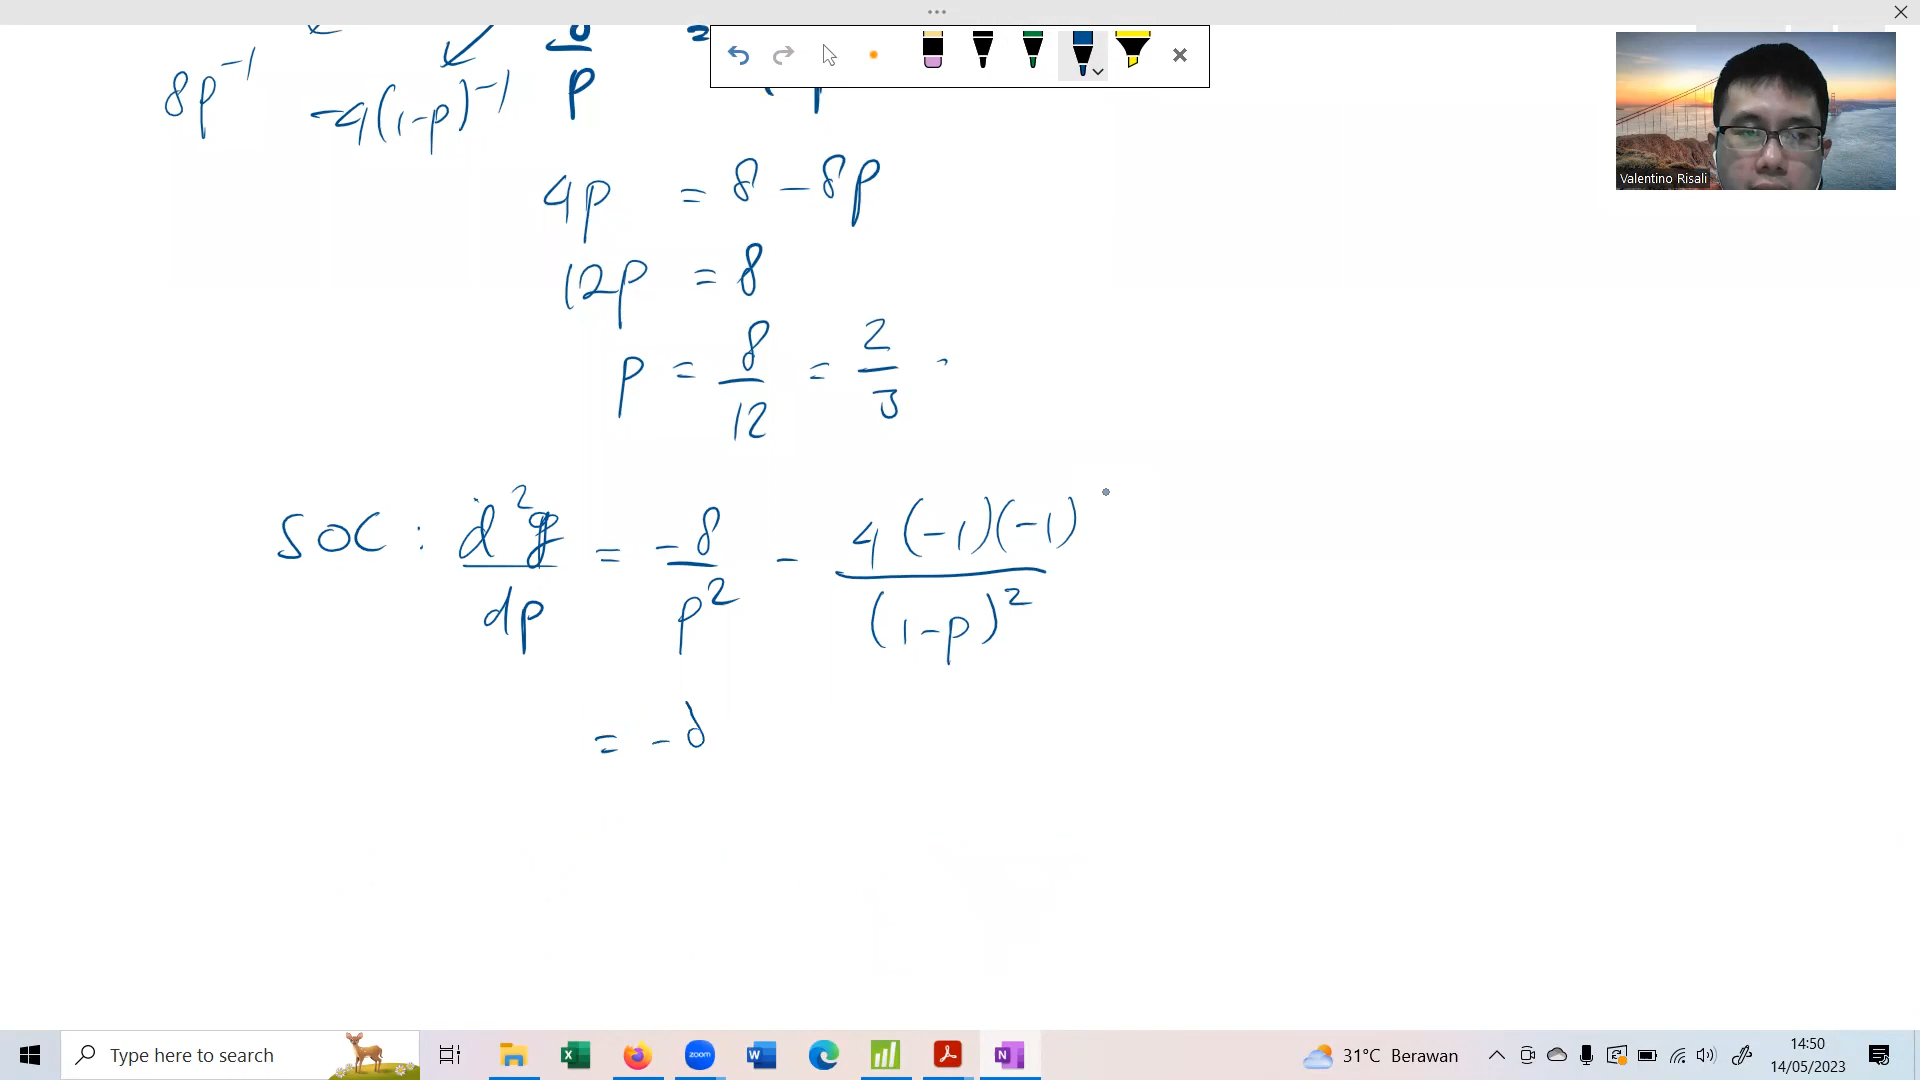 8p⁻¹
-4(1-p)⁻¹
p
4p = 8 - 8p
12p = 8
p = 8/12 = 2/3
SOC : d²g/dp = -8/p² - 4(-1)(-1)/(1-p)²
= -
Valentino Risali
Type here to search
zoom
31°C Berawan
14:50
14/05/2023